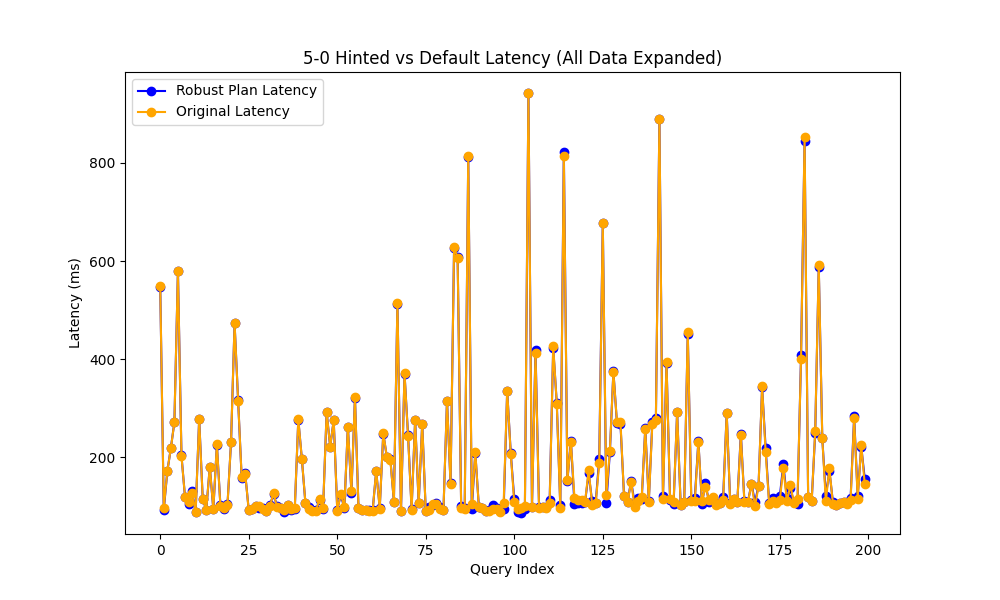 5-0 Hinted vs Default Latency (All Data Expanded)
Robust Plan Latency
Original Latency
Latency (ms)
800
600
400
200
0 25 50 75 100 125 150 175 200
Query Index